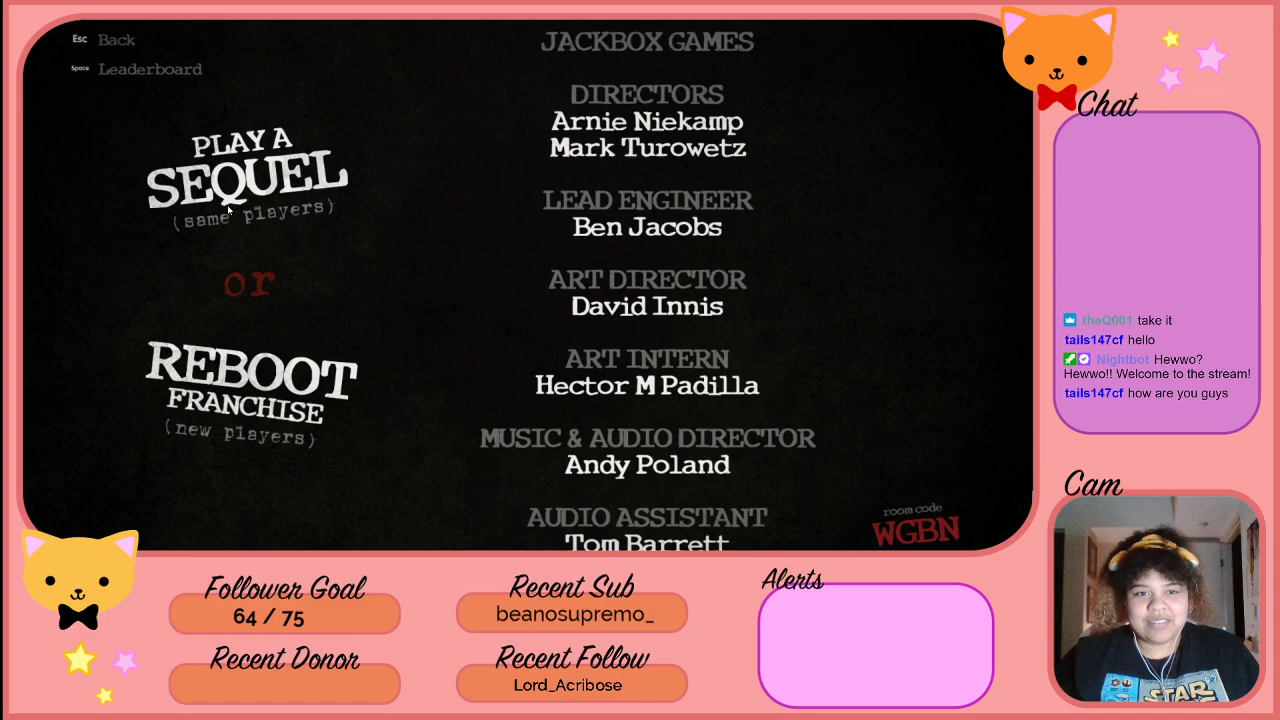 Esc Back
Space Leaderboard
PLAY A
SEQUEL
(same players)
or
REBOOT
FRANCHISE
(new players)
JACKBOX GAMES
DIRECTORS
Arnie Niekamp
Mark Turowetz
LEAD ENGINEER
Ben Jacobs
ART DIRECTOR
David Innis
ART INTERN
Hector M Padilla
MUSIC & AUDIO DIRECTOR
Andy Poland
AUDIO ASSISTANT
Tom Barrett
room code
WGBN
Chat
theQ001 take it
tails147cf hello
Nightbot Hewwo?
Hewwo!! Welcome to the stream!
tails147cf how are you guys
Cam
STAR
Follower Goal
64 / 75
Recent Sub
beanosupremo_
Alerts
Recent Donor
Recent Follow
Lord_Acribose